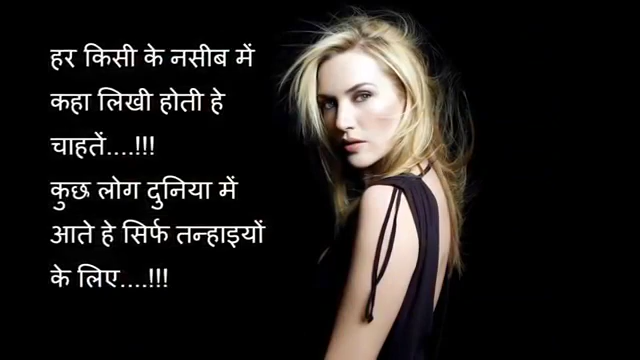 हर किसी के नसीब में
कहा लिखी होती हे
चाहतें....!!!
कुछ लोग दुनिया में
आते हे सिर्फ तन्हाइयों
के लिए....!!!